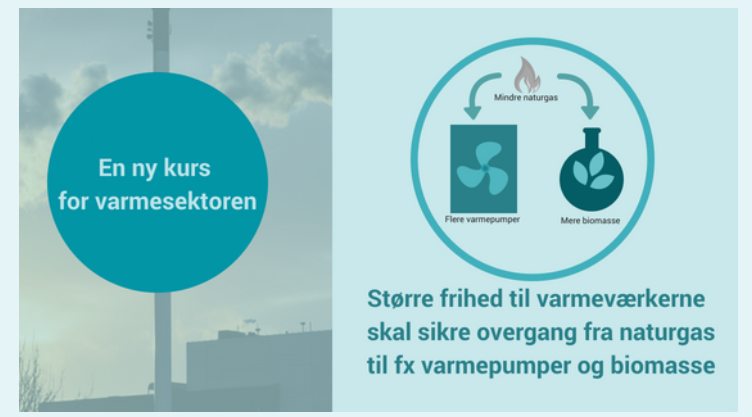 En ny kurs
for varmesektoren
Mindre naturgas
Flere varmepumper
Mere biomasse
Større frihed til varmeværkerne
skal sikre overgang fra naturgas
til fx varmepumper og biomasse